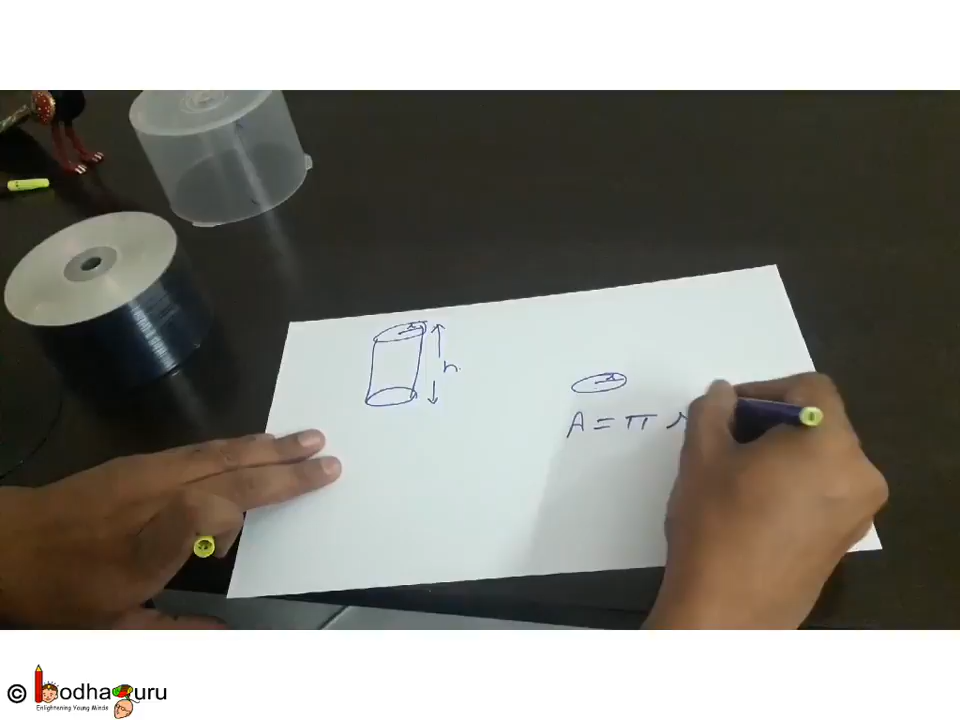 r
h
r
A = π r
© BodhaGuru
Enlightening Young Minds